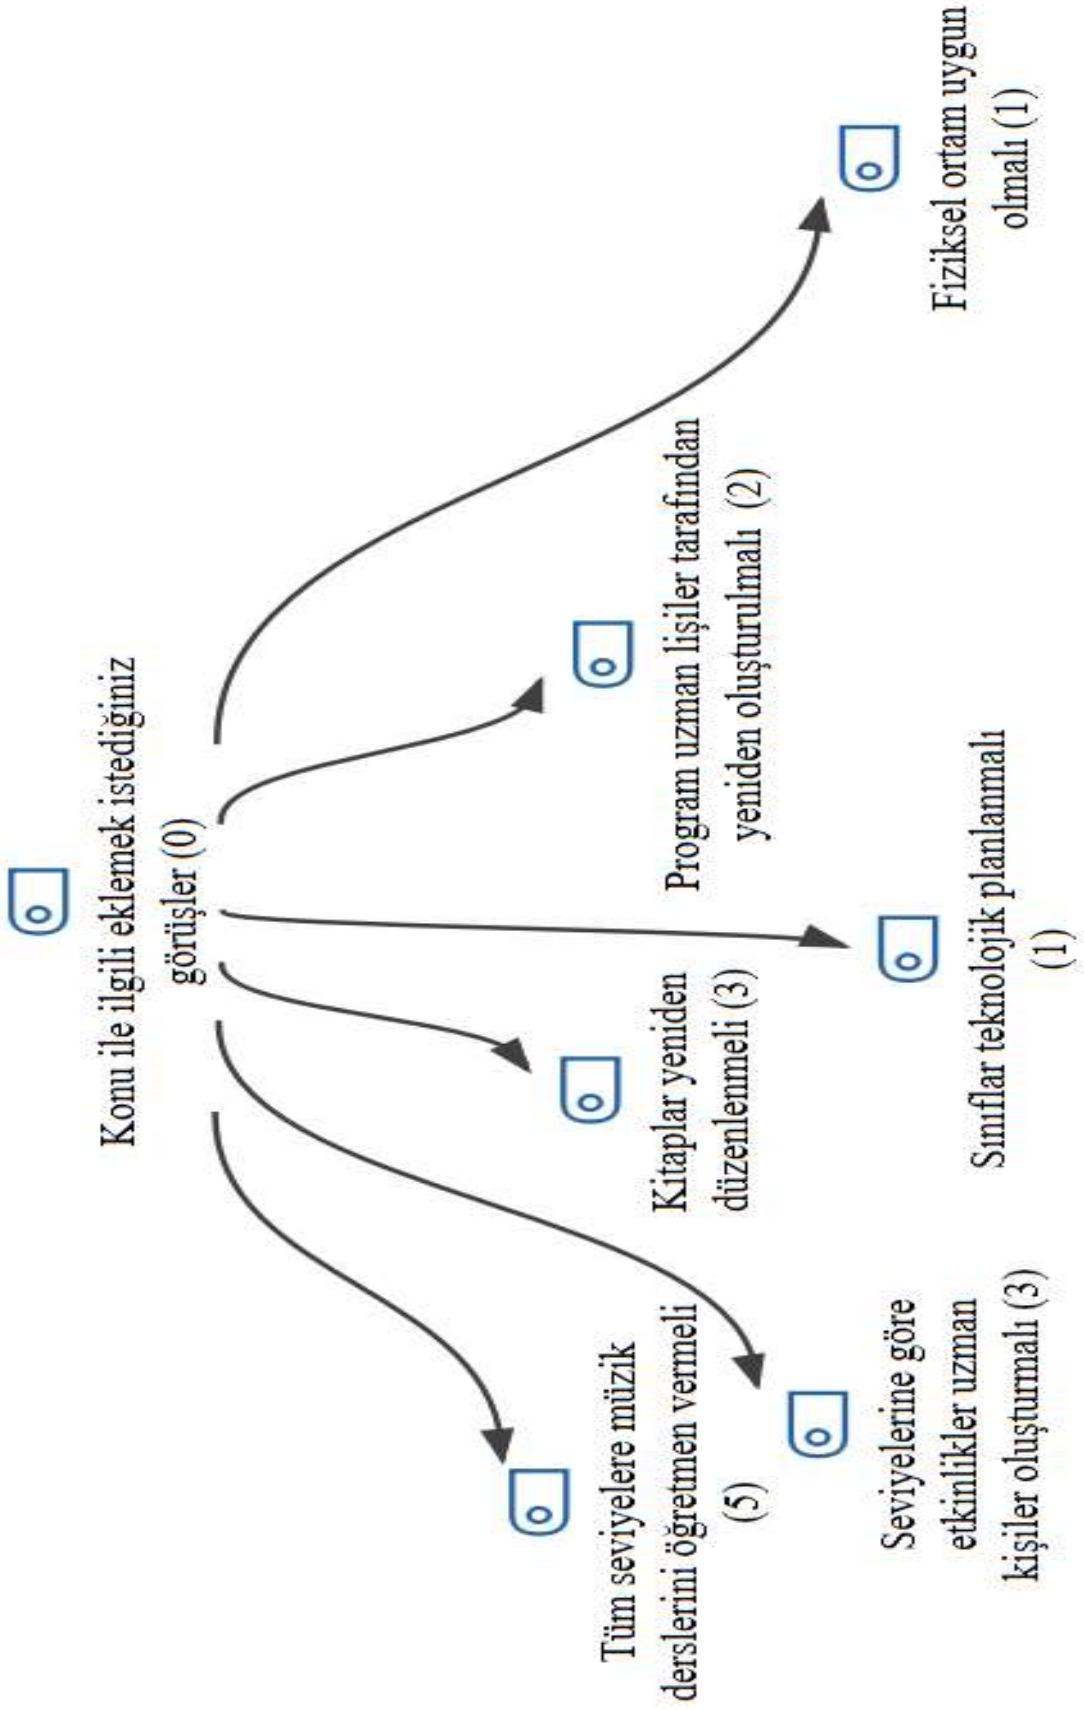 Konu ile ilgili eklemek istediğiniz
görüşler (0)
Tüm seviyelere müzik
derslerini öğretmen vermeli
(5)
Seviyelerine göre
etkinlikler uzman
kişiler oluşturmalı (3)
Kitaplar yeniden
düzenlenmeli (3)
Sınıflar teknolojik planlanmalı
(1)
Program uzman lişiler tarafından
yeniden oluşturulmalı (2)
Fiziksel ortam uygun
olmalı (1)